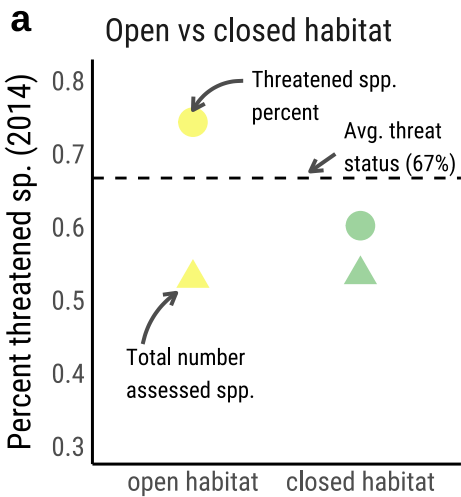 a
Open vs closed habitat
Percent threatened sp. (2014)
0.8
0.7
0.6
0.5
0.4
0.3
Threatened spp.
percent
Avg. threat
status (67%)
Total number
assessed spp.
open habitat
closed habitat